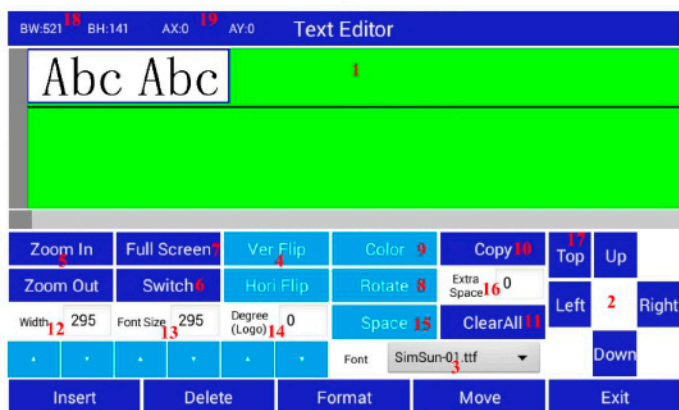 BW:521 18 BH:141 AX:0 19 AY:0 Text Editor
Abc Abc 1
Zoom In Full Screen 7 Ver Flip Color 9 Copy 10 17 Top Up
5 4
Zoom Out Switch 6 Hori Flip Rotate 8 Extra Space 16 0 Left 2 Right
Width 12 295 Font Size 13 295 Degree (Logo) 14 0 Space 15 ClearAll 11
Font SimSun-01.ttf 3 Down
Insert Delete Format Move Exit